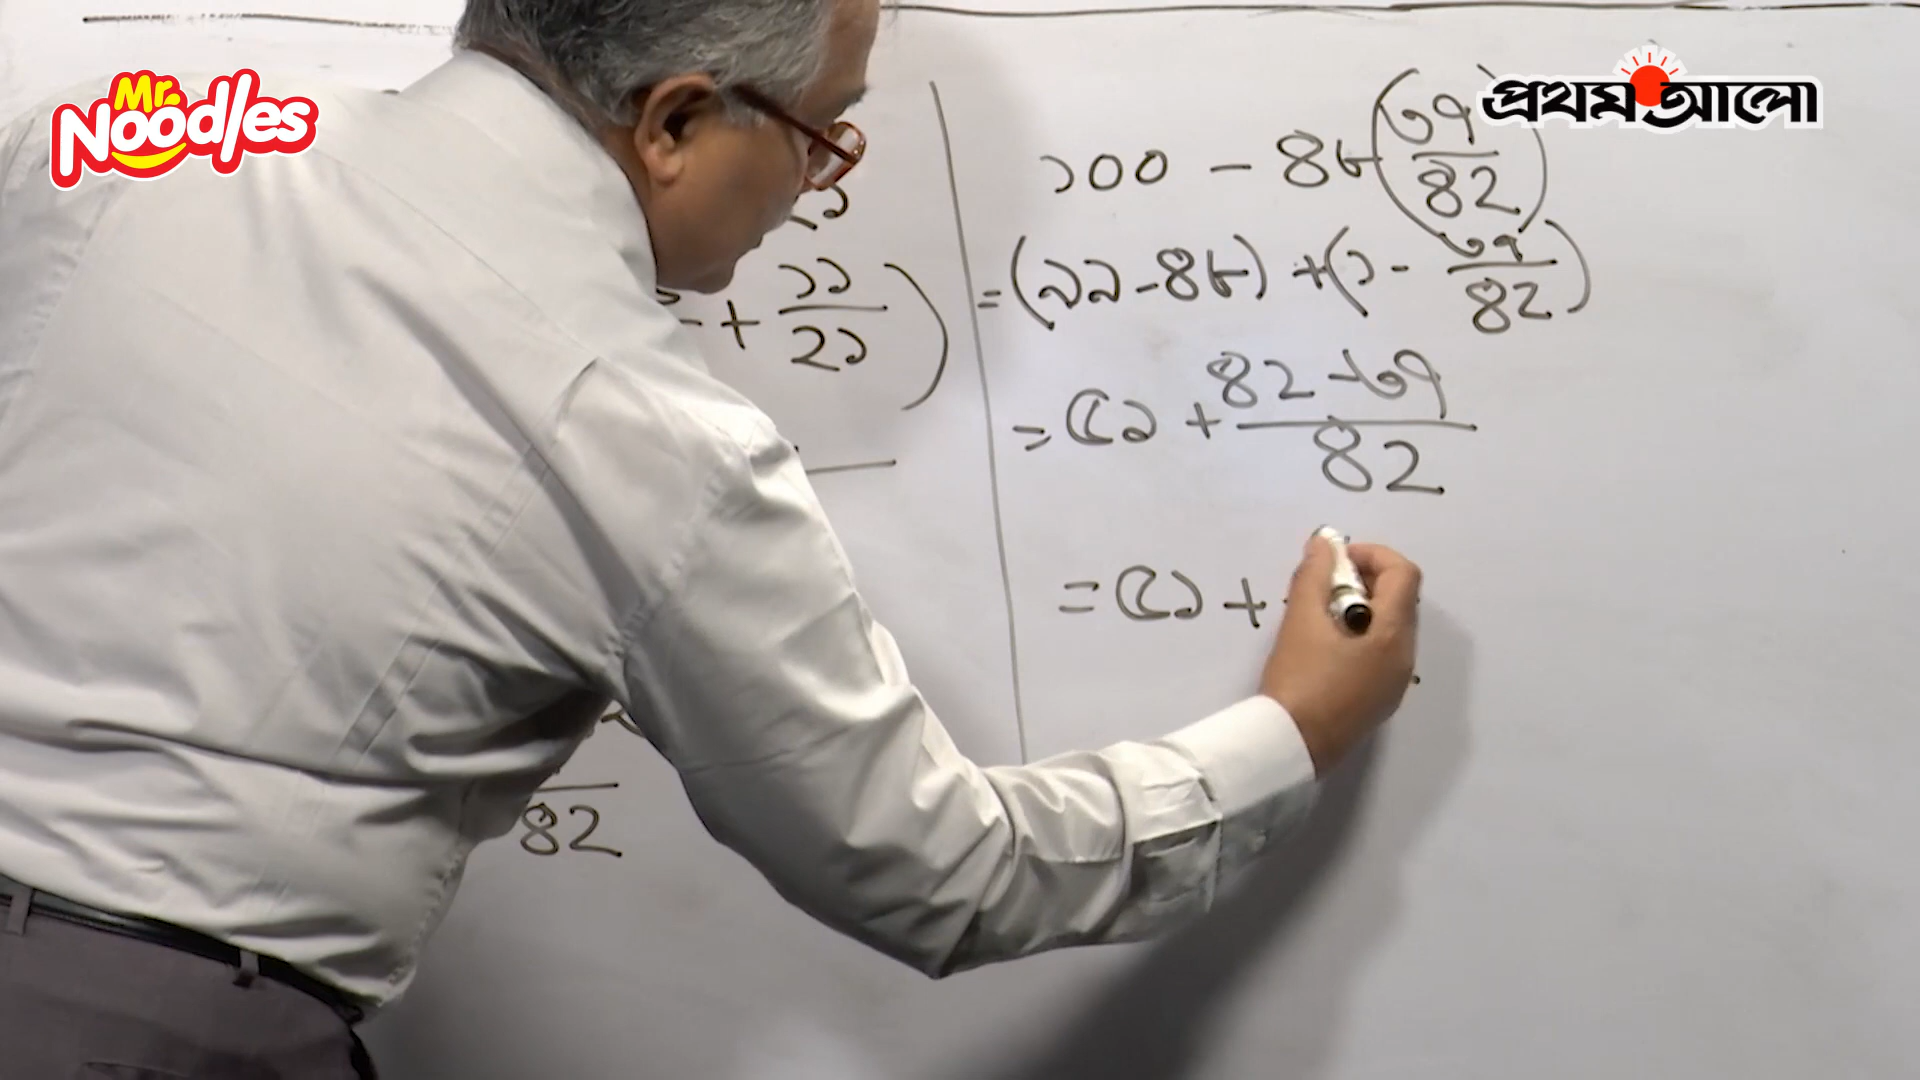 Mr. Noodles
প্রথম আলো
১০০ - ৪৮(৩৭/৪২)
= (৯৯ - ৪৮) + (১ - ৩৭/৪২)
= ৫১ + ৪২ - ৩৭/৪২
= ৫১ +
+ ১১/২১)
৪২